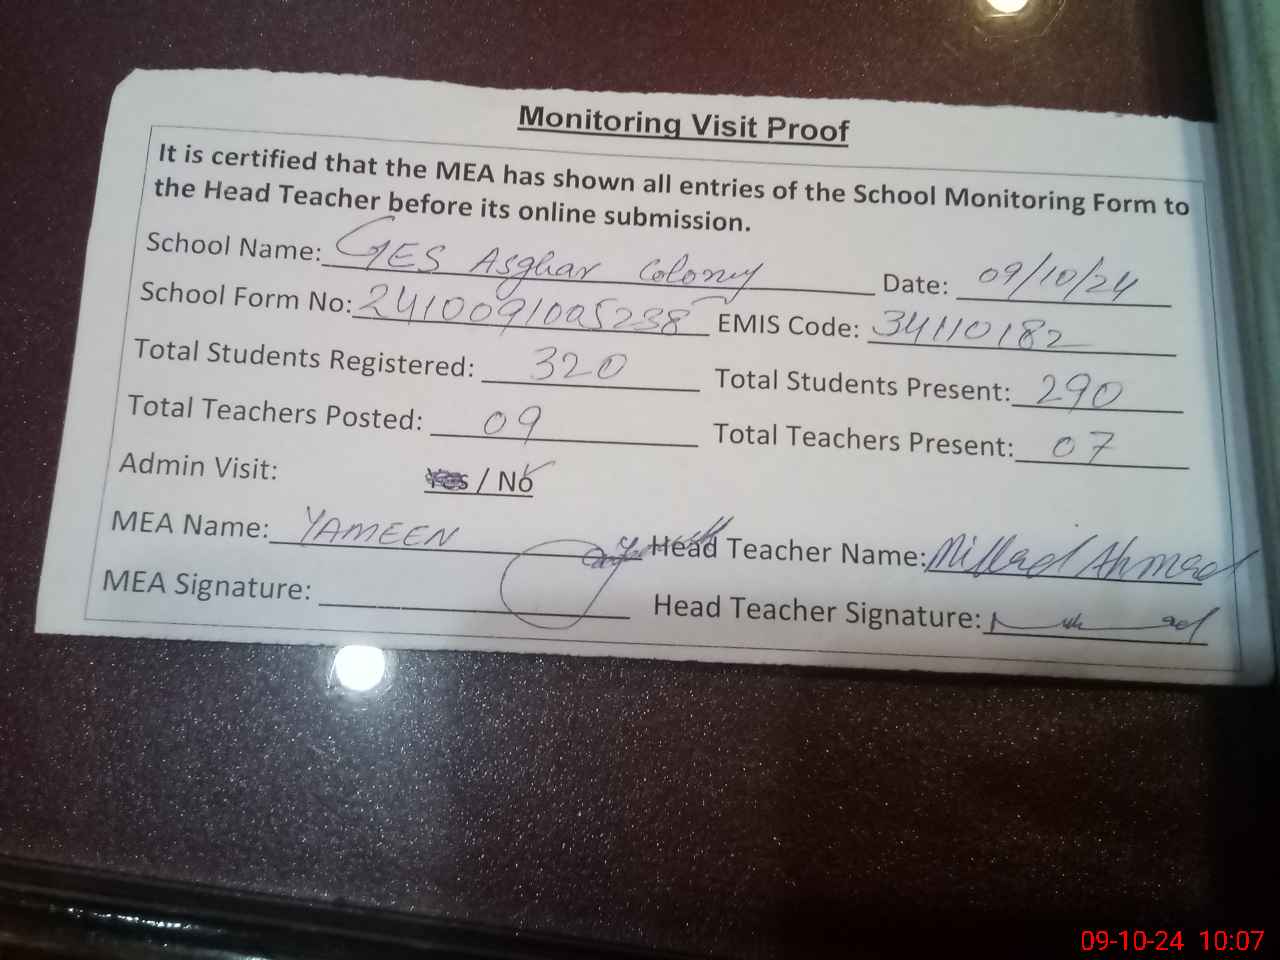 Monitoring Visit Proof
It is certified that the MEA has shown all entries of the School Monitoring Form to
the Head Teacher before its online submission.
School Name: GES Asghar Colony Date: 09/10/24
School Form No: 2410091005238 EMIS Code: 34110182
Total Students Registered: 320 Total Students Present: 290
Total Teachers Posted: 09 Total Teachers Present: 07
Admin Visit: Yes / No
MEA Name: YAMEEN Head Teacher Name: Ahmad
MEA Signature: Head Teacher Signature:
09-10-24 10:07